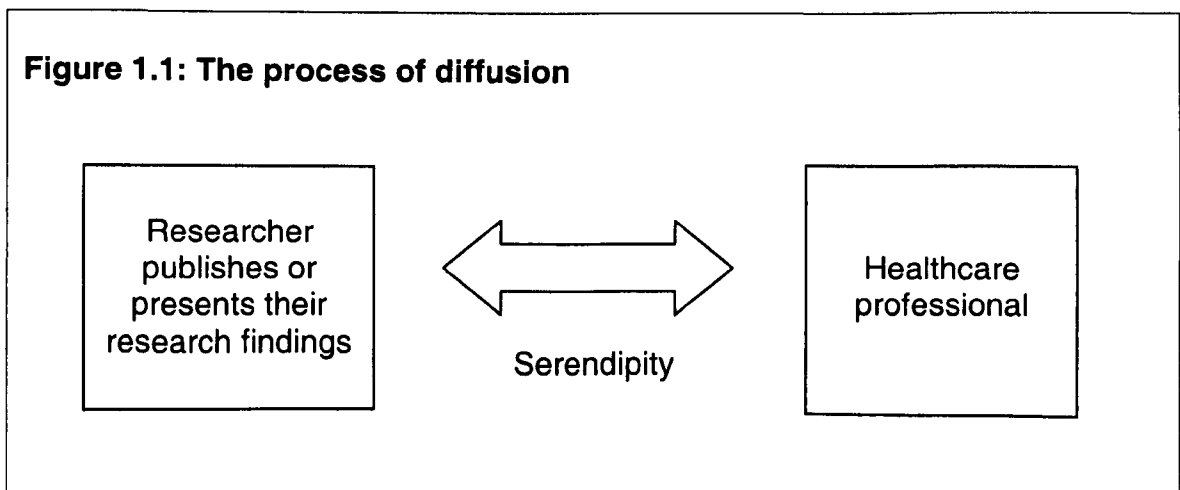 Figure 1.1: The process of diffusion
Researcher
publishes or
presents their
research findings
Serendipity
Healthcare
professional